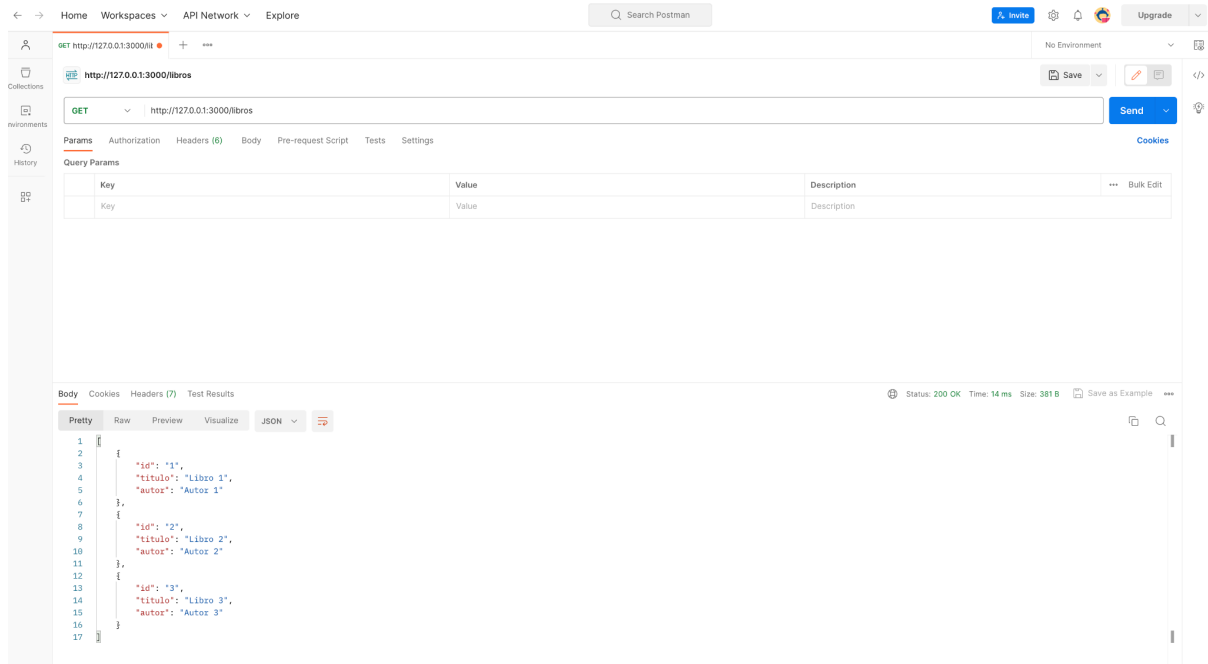 ← → Home Workspaces API Network Explore Search Postman Invite Upgrade
GET http://127.0.0.1:3000/lib + ••• No Environment
HTTP http://127.0.0.1:3000/libros Save </>
Collections
GET http://127.0.0.1:3000/libros Send
nvironments
Params Authorization Headers (6) Body Pre-request Script Tests Settings Cookies
History
Query Params
Key Value Description ••• Bulk Edit
Key Value Description
Body Cookies Headers (7) Test Results Status: 200 OK Time: 14 ms Size: 381 B Save as Example •••
Pretty Raw Preview Visualize JSON
1 [
2 {
3 "id": "1",
4 "titulo": "Libro 1",
5 "autor": "Autor 1"
6 },
7 {
8 "id": "2",
9 "titulo": "Libro 2",
10 "autor": "Autor 2"
11 },
12 {
13 "id": "3",
14 "titulo": "Libro 3",
15 "autor": "Autor 3"
16 }
17 ]